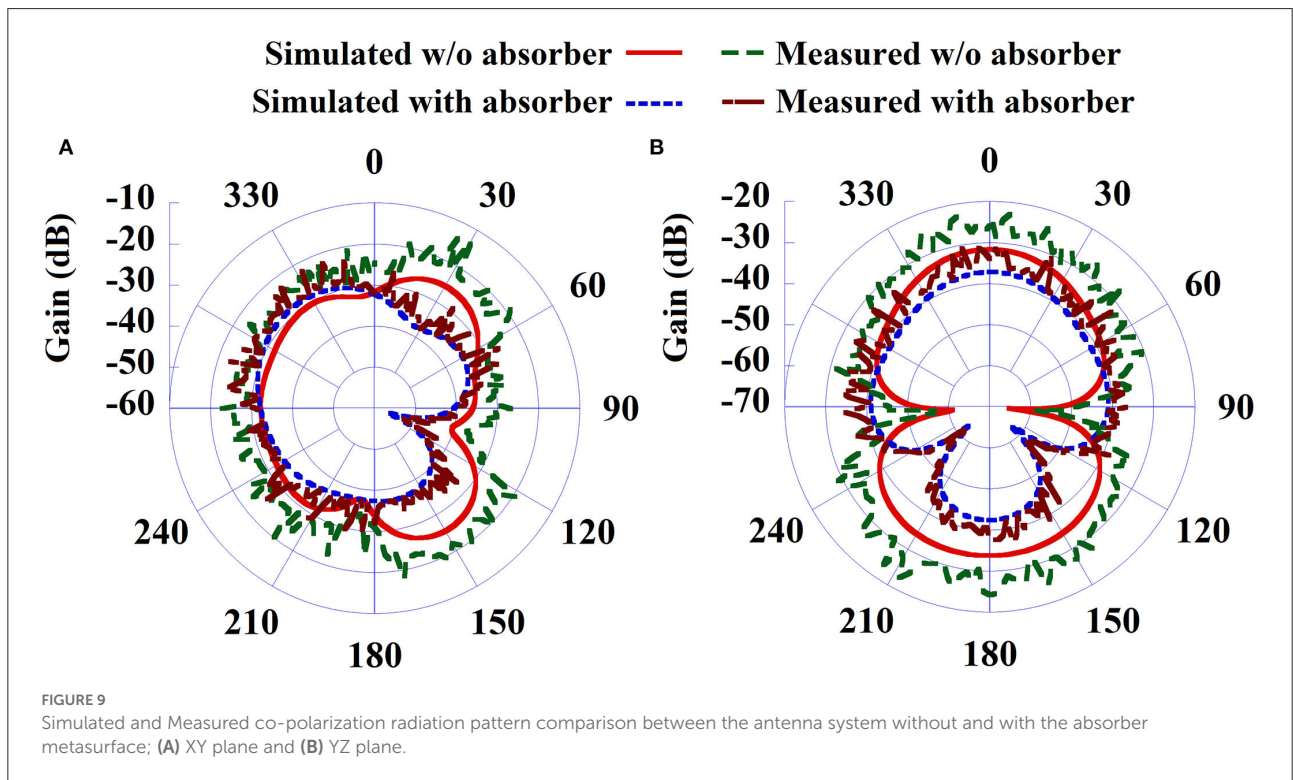 Simulated w/o absorber Measured w/o absorber
Simulated with absorber Measured with absorber
A B
0 0
-10 330 30 -20 330 30
-20 -30
-30 60 -40 60
-40 -50
-50 -60
-60 90 -70 90
Gain (dB) Gain (dB)
240 120 240 120
210 150 210 150
180 180
FIGURE 9
Simulated and Measured co-polarization radiation pattern comparison between the antenna system without and with the absorber
metasurface; (A) XY plane and (B) YZ plane.